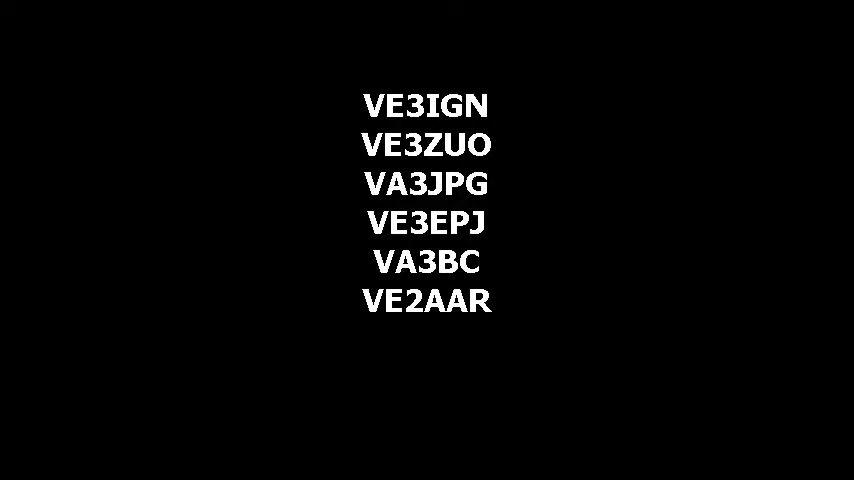 VE3IGN
VE3ZUO
VA3JPG
VE3EPJ
VA3BC
VE2AAR